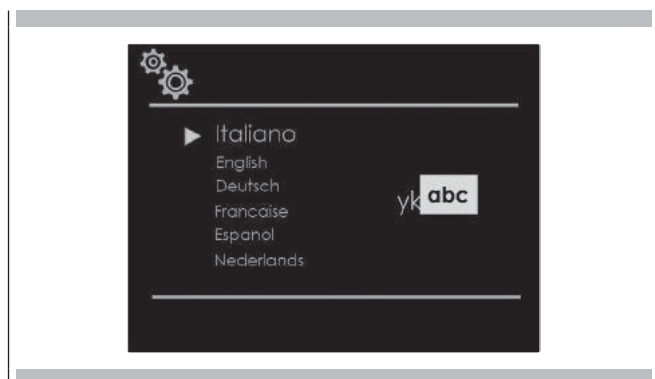 Italiano
English
Deutsch
Francaise
Espanol
Nederlands
yk abc